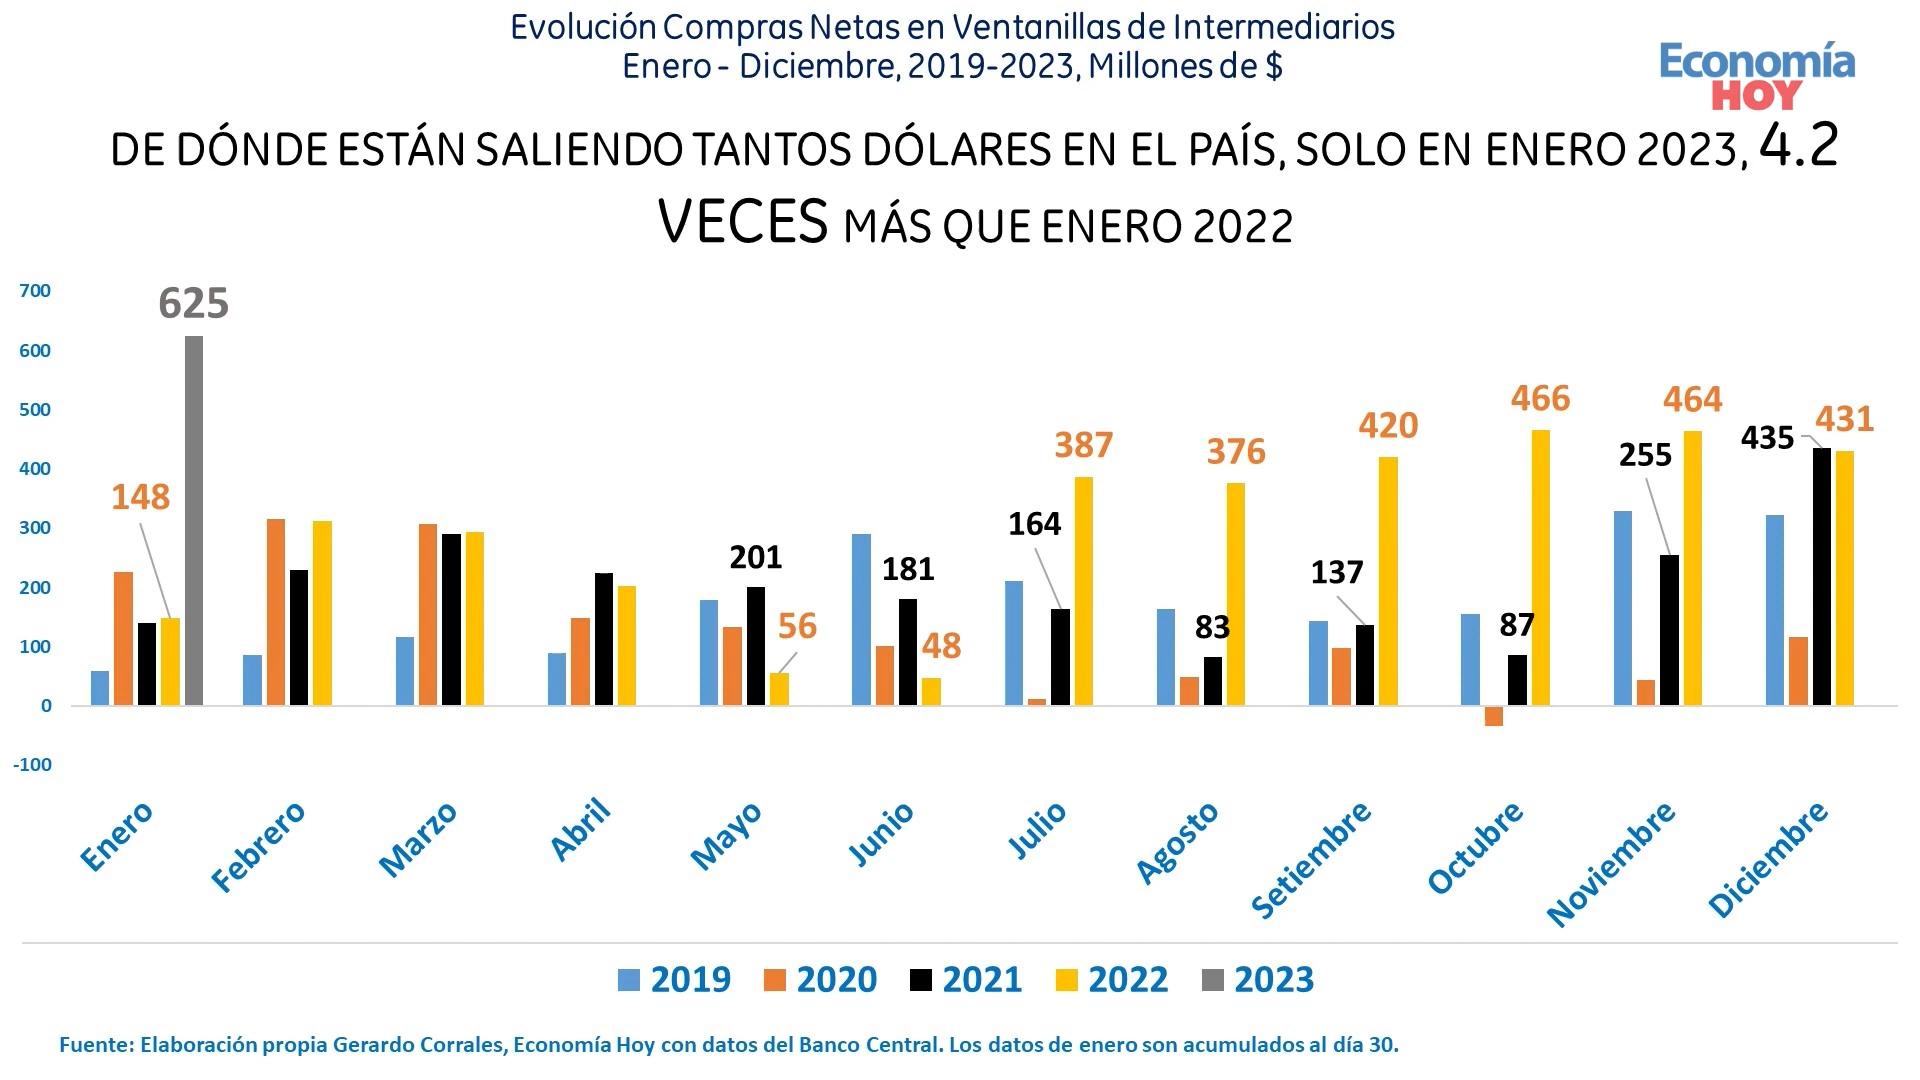 Evolución Compras Netas en Ventanillas de Intermediarios
Enero - Diciembre, 2019-2023, Millones de $
Economía
HOY
DE DÓNDE ESTÁN SALIENDO TANTOS DÓLARES EN EL PAÍS, SOLO EN ENERO 2023, 4.2
VECES MÁS QUE ENERO 2022
700
600
500
400
300
200
100
0
-100
148
625
201
56
181
48
164
387
83
376
137
420
87
466
255
464
435
431
Enero
Febrero
Marzo
Abril
Mayo
Junio
Julio
Agosto
Setiembre
Octubre
Noviembre
Diciembre
2019 2020 2021 2022 2023
Fuente: Elaboración propia Gerardo Corrales, Economía Hoy con datos del Banco Central. Los datos de enero son acumulados al día 30.